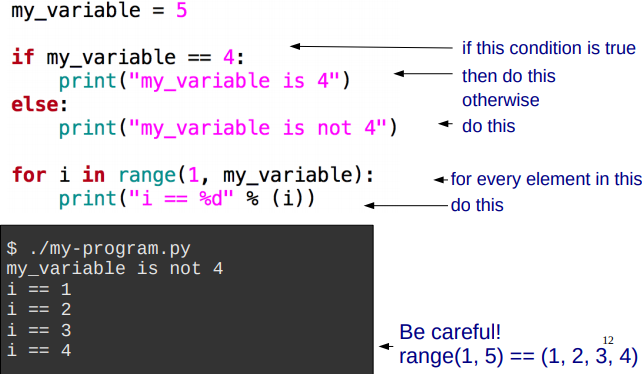 my_variable = 5
if my_variable == 4:
if this condition is true
print("my_variable is 4")
then do this
else:
otherwise
print("my_variable is not 4")
do this
for i in range(1, my_variable):
for every element in this
print("i == %d" % (i))
do this
$ ./my-program.py
my_variable is not 4
i == 1
i == 2
i == 3
i == 4
Be careful!
12
range(1, 5) == (1, 2, 3, 4)